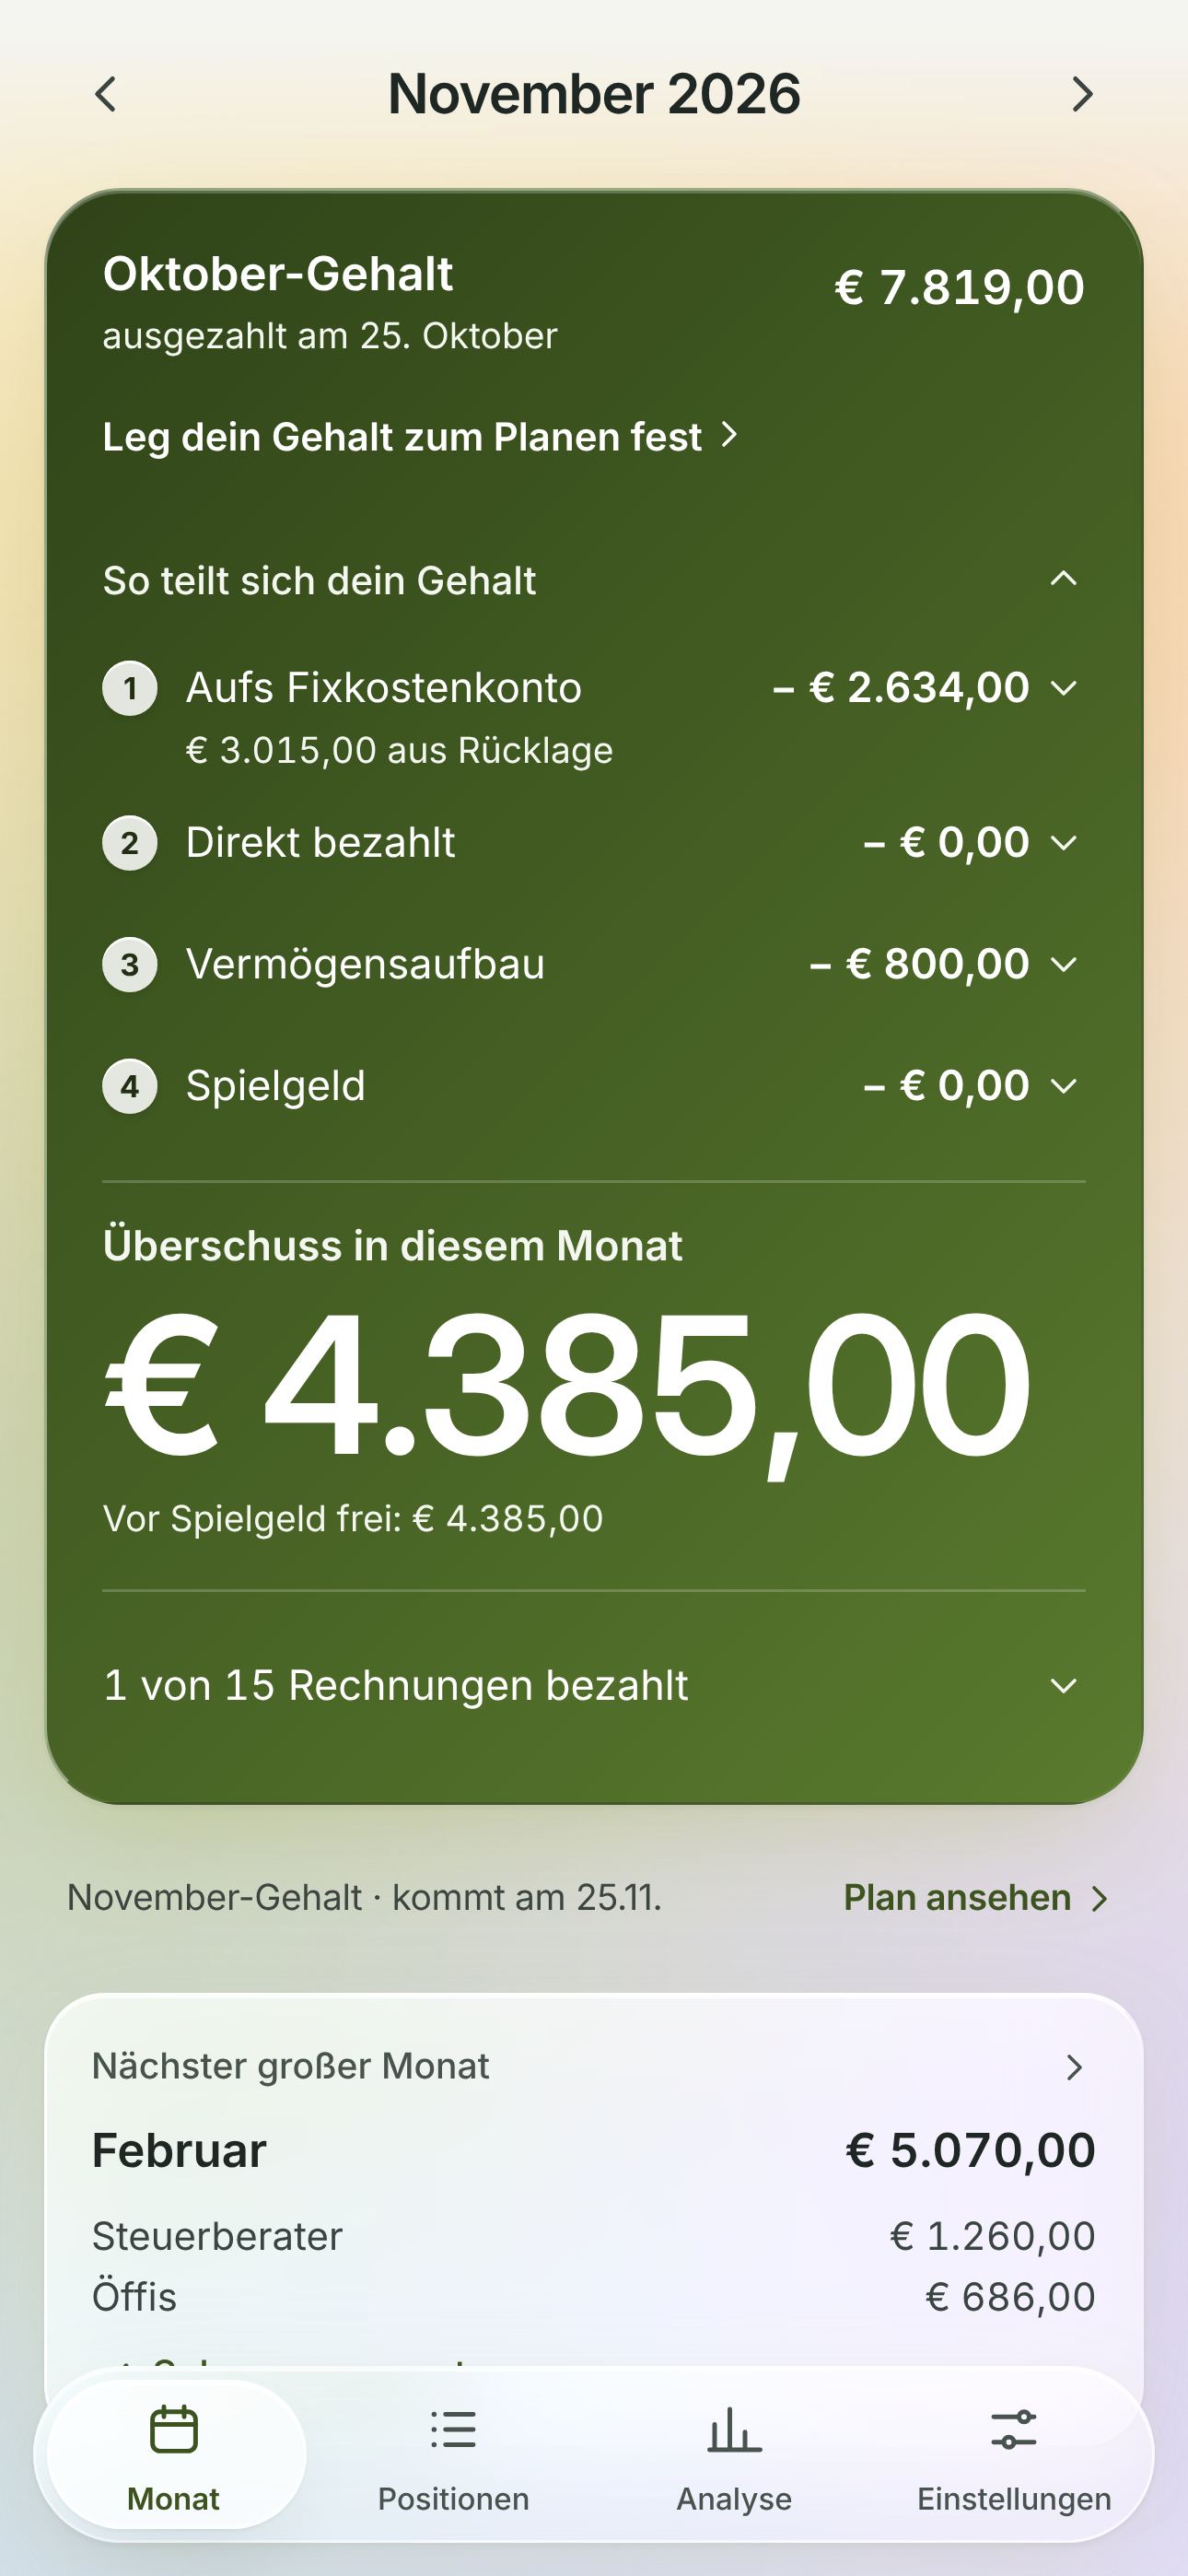 November 2026
Oktober-Gehalt
€ 7.819,00
ausgezahlt am 25. Oktober
Leg dein Gehalt zum Planen fest
So teilt sich dein Gehalt
1 Aufs Fixkostenkonto – € 2.634,00
€ 3.015,00 aus Rücklage
2 Direkt bezahlt – € 0,00
3 Vermögensaufbau – € 800,00
4 Spielgeld – € 0,00
Überschuss in diesem Monat
€ 4.385,00
Vor Spielgeld frei: € 4.385,00
1 von 15 Rechnungen bezahlt
November-Gehalt · kommt am 25.11. Plan ansehen
Nächster großer Monat
Februar € 5.070,00
Steuerberater € 1.260,00
Öffis € 686,00
Monat Positionen Analyse Einstellungen